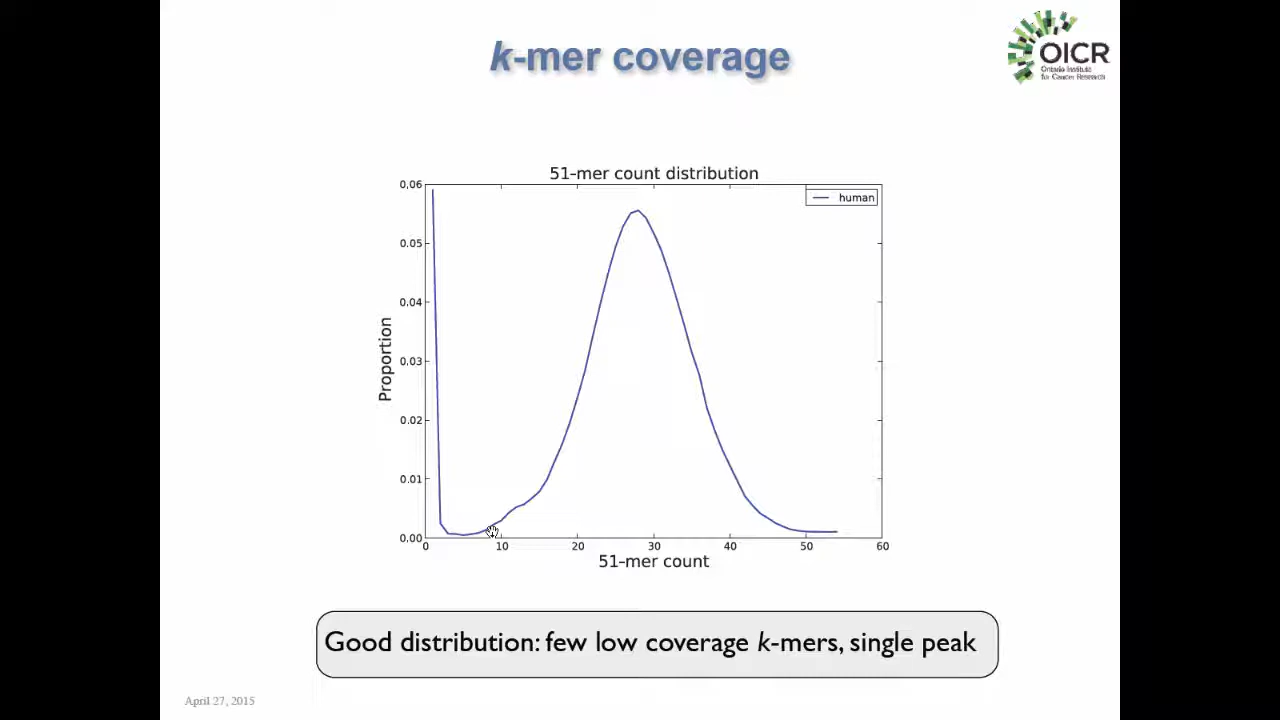 k-mer coverage
OICR
Ontario Institute
for Cancer Research
51-mer count distribution
human
0.06
0.05
0.04
0.03
0.02
0.01
0.00
Proportion
0 10 20 30 40 50 60
51-mer count
Good distribution: few low coverage k-mers, single peak
April 27, 2015